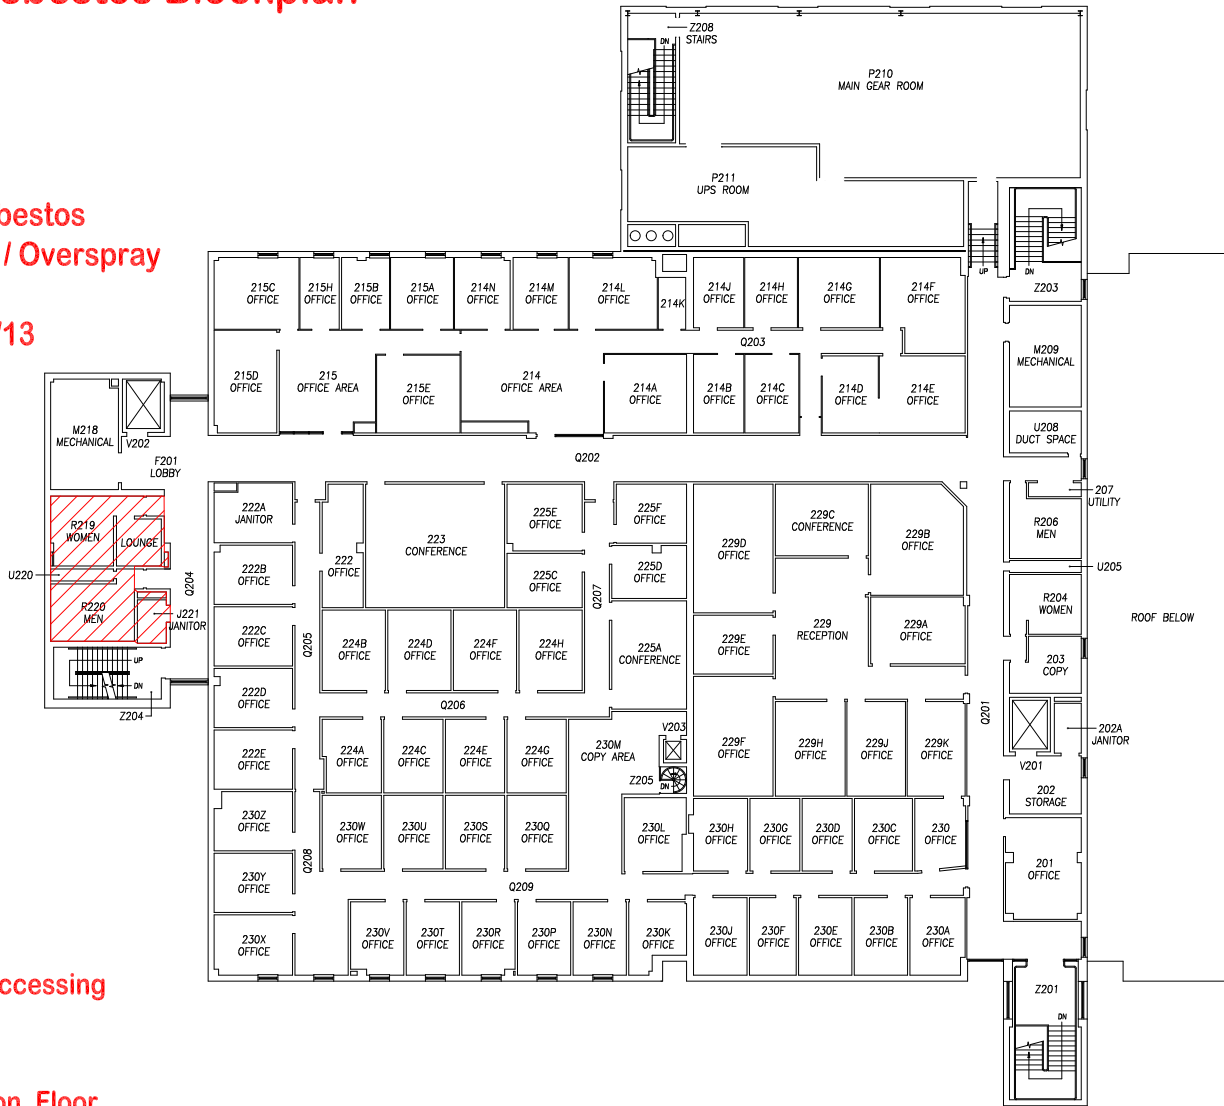 Z208
STAIRS
DN
P210
MAIN GEAR ROOM
P211
UPS ROOM
/ Overspray
UP
DN
Z203
/13
215C
OFFICE
215H
OFFICE
215B
OFFICE
215A
OFFICE
214N
OFFICE
214M
OFFICE
214L
OFFICE
214K
214J
OFFICE
214H
OFFICE
214G
OFFICE
214F
OFFICE
Q203
M209
MECHANICAL
215D
OFFICE
215
OFFICE AREA
215E
OFFICE
214
OFFICE AREA
214A
OFFICE
214B
OFFICE
214C
OFFICE
214D
OFFICE
214E
OFFICE
U208
DUCT SPACE
M218
MECHANICAL
V202
F201
LOBBY
Q202
207
UTILITY
222A
JANITOR
223
CONFERENCE
225E
OFFICE
225F
OFFICE
229D
OFFICE
229C
CONFERENCE
229B
OFFICE
R206
MEN
R219
WOMEN
LOUNGE
U220
Q204
222B
OFFICE
222
OFFICE
225C
OFFICE
Q207
225D
OFFICE
U205
R220
MEN
J221
JANITOR
222C
OFFICE
Q205
224B
OFFICE
224D
OFFICE
224F
OFFICE
224H
OFFICE
225A
CONFERENCE
229E
OFFICE
229
RECEPTION
229A
OFFICE
R204
WOMEN
ROOF BELOW
203
COPY
UP
DN
Z204
222D
OFFICE
Q206
Q201
222E
OFFICE
224A
OFFICE
224C
OFFICE
224E
OFFICE
224G
OFFICE
230M
COPY AREA
V203
Z205
DN
229F
OFFICE
229H
OFFICE
229J
OFFICE
229K
OFFICE
202A
JANITOR
V201
202
STORAGE
230Z
OFFICE
230W
OFFICE
230U
OFFICE
230S
OFFICE
230Q
OFFICE
230L
OFFICE
230H
OFFICE
230G
OFFICE
230D
OFFICE
230C
OFFICE
230
OFFICE
201
OFFICE
230Y
OFFICE
Q208
Q209
230X
OFFICE
230V
OFFICE
230T
OFFICE
230R
OFFICE
230P
OFFICE
230N
OFFICE
230K
OFFICE
230J
OFFICE
230F
OFFICE
230E
OFFICE
230B
OFFICE
230A
OFFICE
Z201
DN